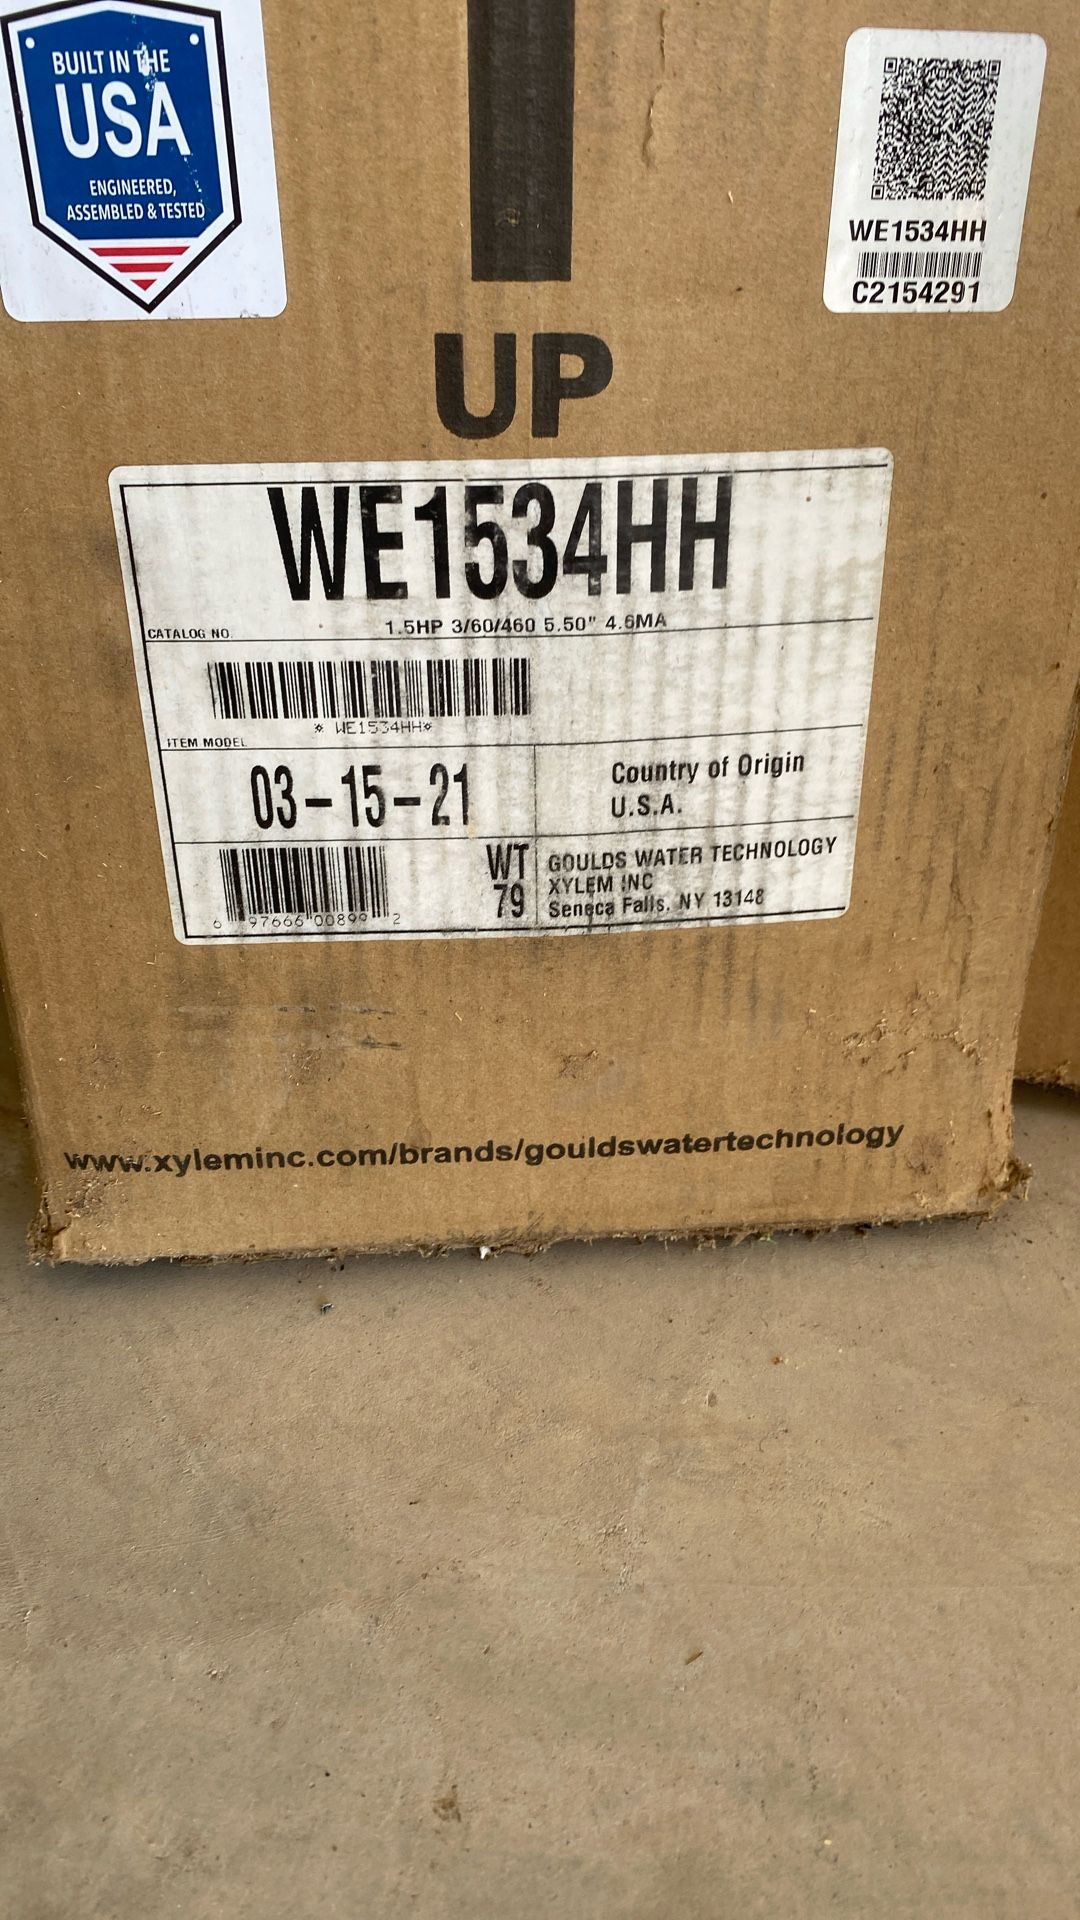 BUILT IN THE
USA
ENGINEERED,
ASSEMBLED & TESTED
WE1534HH
C2154291
UP
WE1534HH
CATALOG NO. 1.5HP 3/60/460 5.50" 4.6MA
* WE1534HH*
ITEM MODEL
03-15-21
Country of Origin
U.S.A.
6 97666 00899 2
WT
79
GOULDS WATER TECHNOLOGY
XYLEM INC
Seneca Falls, NY 13148
www.xyleminc.com/brands/gouldswatertechnology